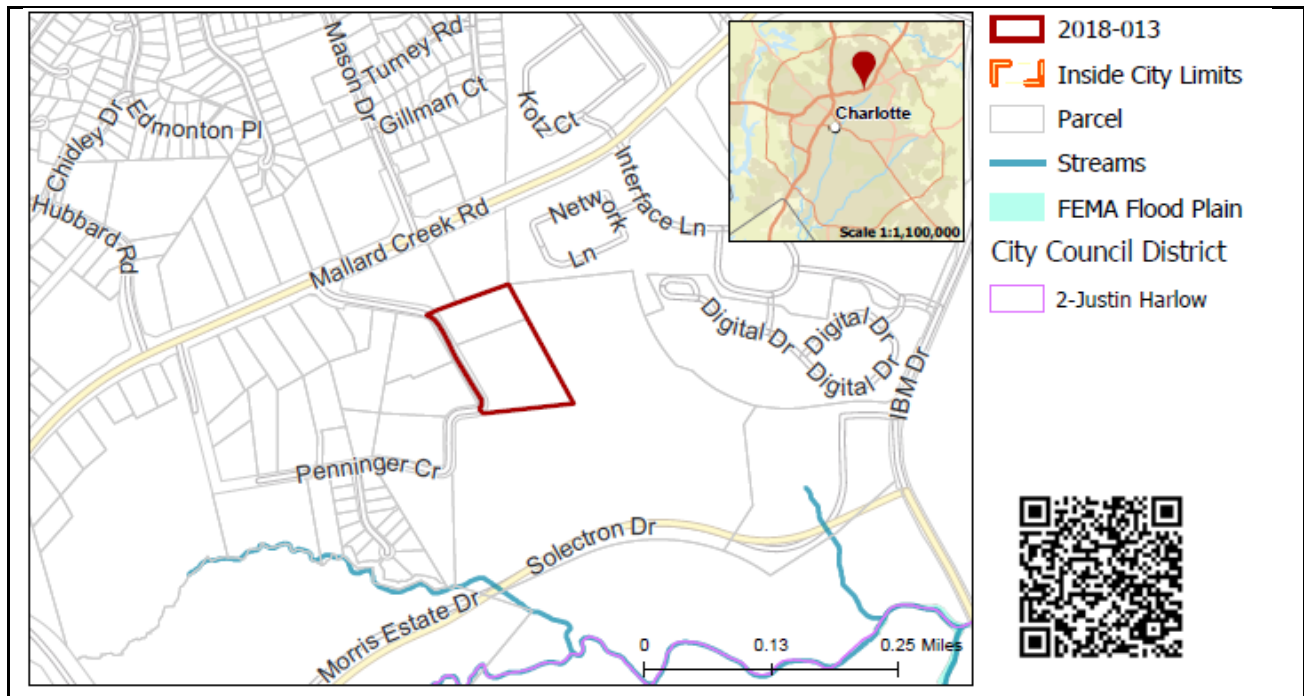 Mason Dr
Turney Rd
Gillman Ct
Kotz Ct
Chidley Dr
Edmonton Pl
Hubbard Rd
Mallard Creek Rd
Interface Ln
Network
Ln
Digital Dr
Digital Dr
Digital Dr
IBM Dr
Penninger Cr
Solectron Dr
Morris Estate Dr
0 0.13 0.25 Miles
Charlotte
Scale 1:1,100,000
2018-013
Inside City Limits
Parcel
Streams
FEMA Flood Plain
City Council District
2-Justin Harlow